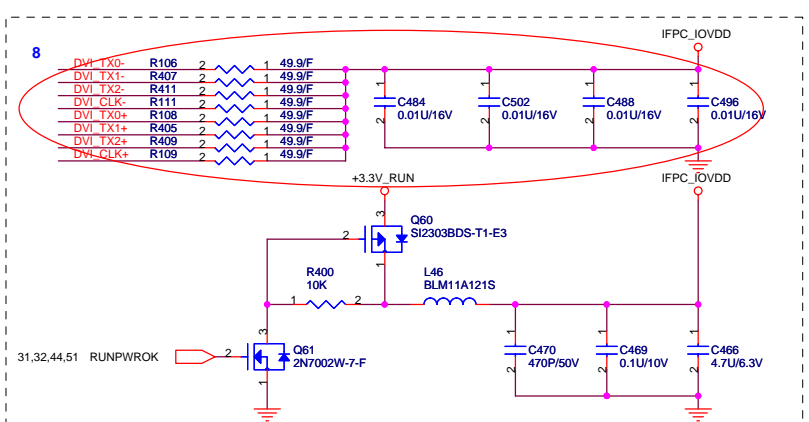 IFPC_IOVDD
8
DVI_TX0- R106 2 1 49.9/F
DVI_TX1- R407 2 1 49.9/F
DVI_TX2- R411 2 1 49.9/F
DVI_CLK- R111 2 1 49.9/F
DVI_TX0+ R108 2 1 49.9/F
DVI_TX1+ R405 2 1 49.9/F
DVI_TX2+ R409 2 1 49.9/F
DVI_CLK+ R109 2 1 49.9/F
1 1 1 1
C484 C502 C488 C496
0.01U/16V 0.01U/16V 0.01U/16V 0.01U/16V
2 2 2 2
+3.3V_RUN IFPC_IOVDD
3
Q60
2 SI2303BDS-T1-E3
1
R400 L46
10K BLM11A121S
1 2
3 1 1 1
31,32,44,51 RUNPWROK 2 Q61 C470 C469 C466
2N7002W-7-F 470P/50V 0.1U/10V 4.7U/6.3V
1 2 2 2